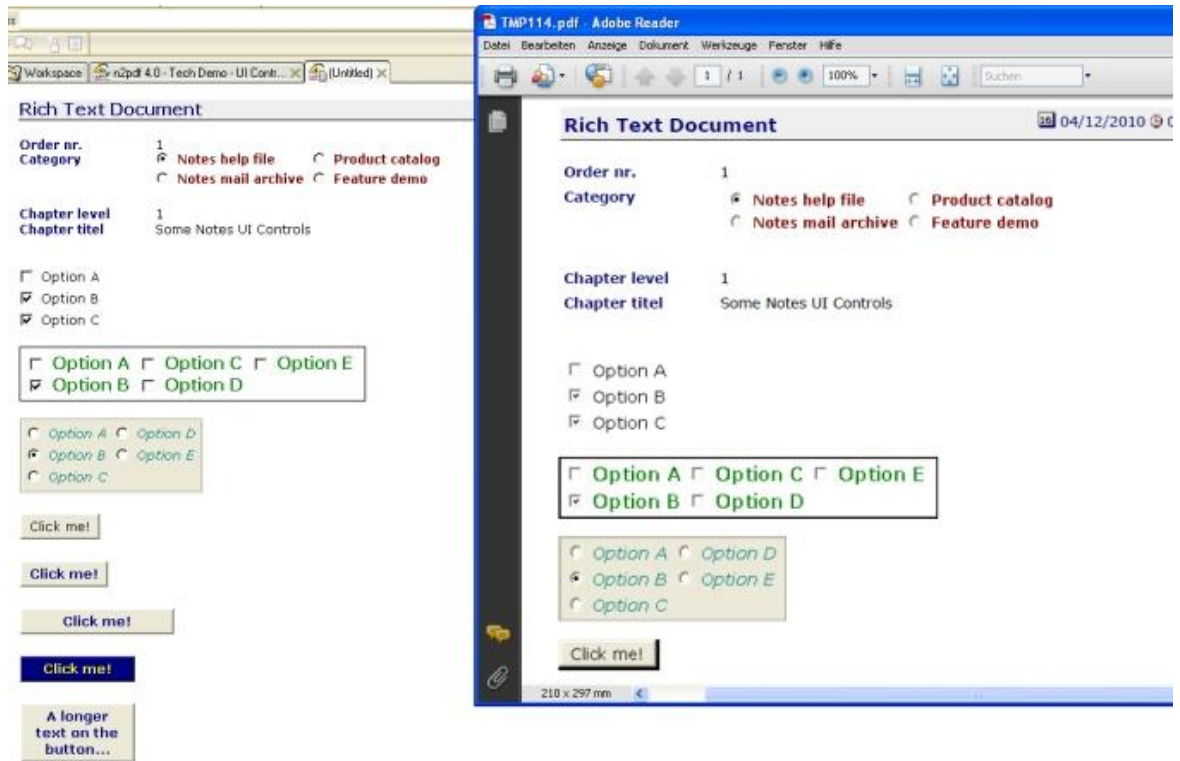 Workspace n2pdf 4.0 - Tech Demo - UI Contr... (Untitled)
Rich Text Document
Order nr. 1
Category Notes help file Product catalog
Notes mail archive Feature demo
Chapter level 1
Chapter titel Some Notes UI Controls
Option A
Option B
Option C
Option A Option C Option E
Option B Option D
Option A Option D
Option B Option E
Option C
Click me!
Click me!
Click me!
Click me!
A longer
text on the
button...
TMP114.pdf - Adobe Reader
Datei Bearbeiten Anzeige Dokument Werkzeuge Fenster Hilfe
1 / 1 100% Suchen
Rich Text Document 04/12/2010
Order nr. 1
Category Notes help file Product catalog
Notes mail archive Feature demo
Chapter level 1
Chapter titel Some Notes UI Controls
Option A
Option B
Option C
Option A Option C Option E
Option B Option D
Option A Option D
Option B Option E
Option C
Click me!
210 x 297 mm